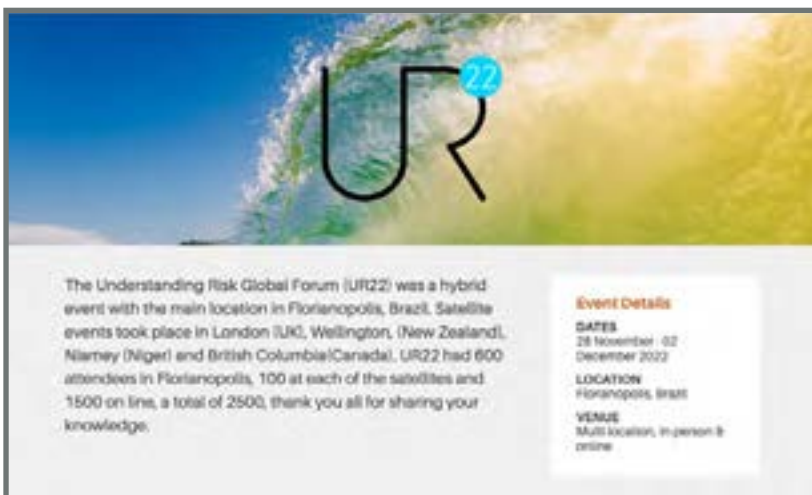 UR
22
The Understanding Risk Global Forum (UR22) was a hybrid
event with the main location in Florianopolis, Brazil. Satellite
events took place in London (UK), Wellington, (New Zealand),
Niamey (Niger) and British Columbia(Canada). UR22 had 600
attendees in Florianopolis, 100 at each of the satellites and
1500 on line, a total of 2500, thank you all for sharing your
knowledge.
Event Details
DATES
28 November - 02
December 2022
LOCATION
Florianopolis, Brazil
VENUE
Multi location, in person &
online